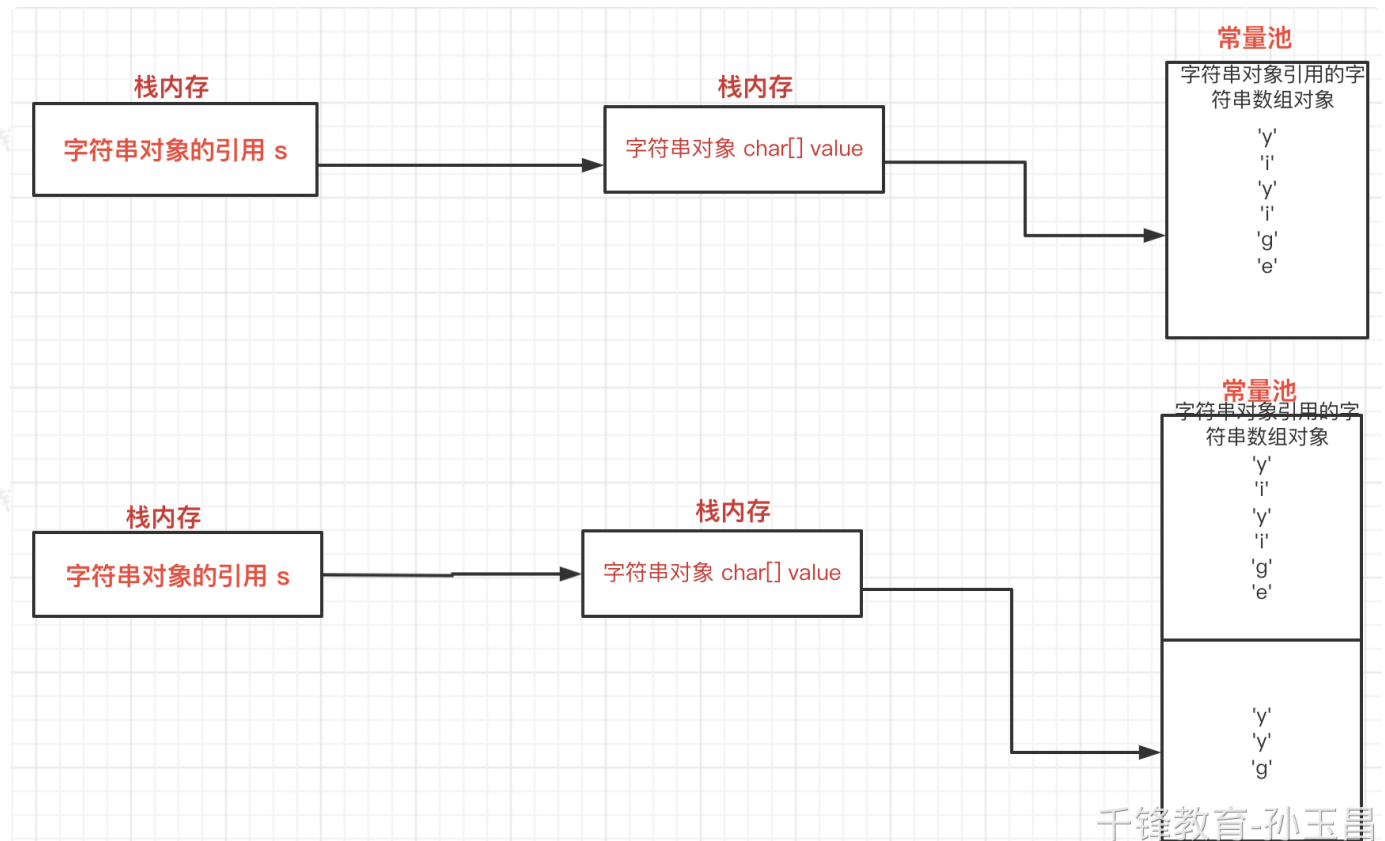 常量池
栈内存
栈内存
字符串对象引用的字
符串数组对象
字符串对象的引用 s
字符串对象 char[] value
'y'
'i'
'y'
'i'
'g'
'e'
常量池
字符串对象引用的字
符串数组对象
'y'
'i'
'y'
'i'
'g'
'e'
栈内存
栈内存
字符串对象的引用 s
字符串对象 char[] value
'y'
'y'
'g'
千锋教育-孙玉昌